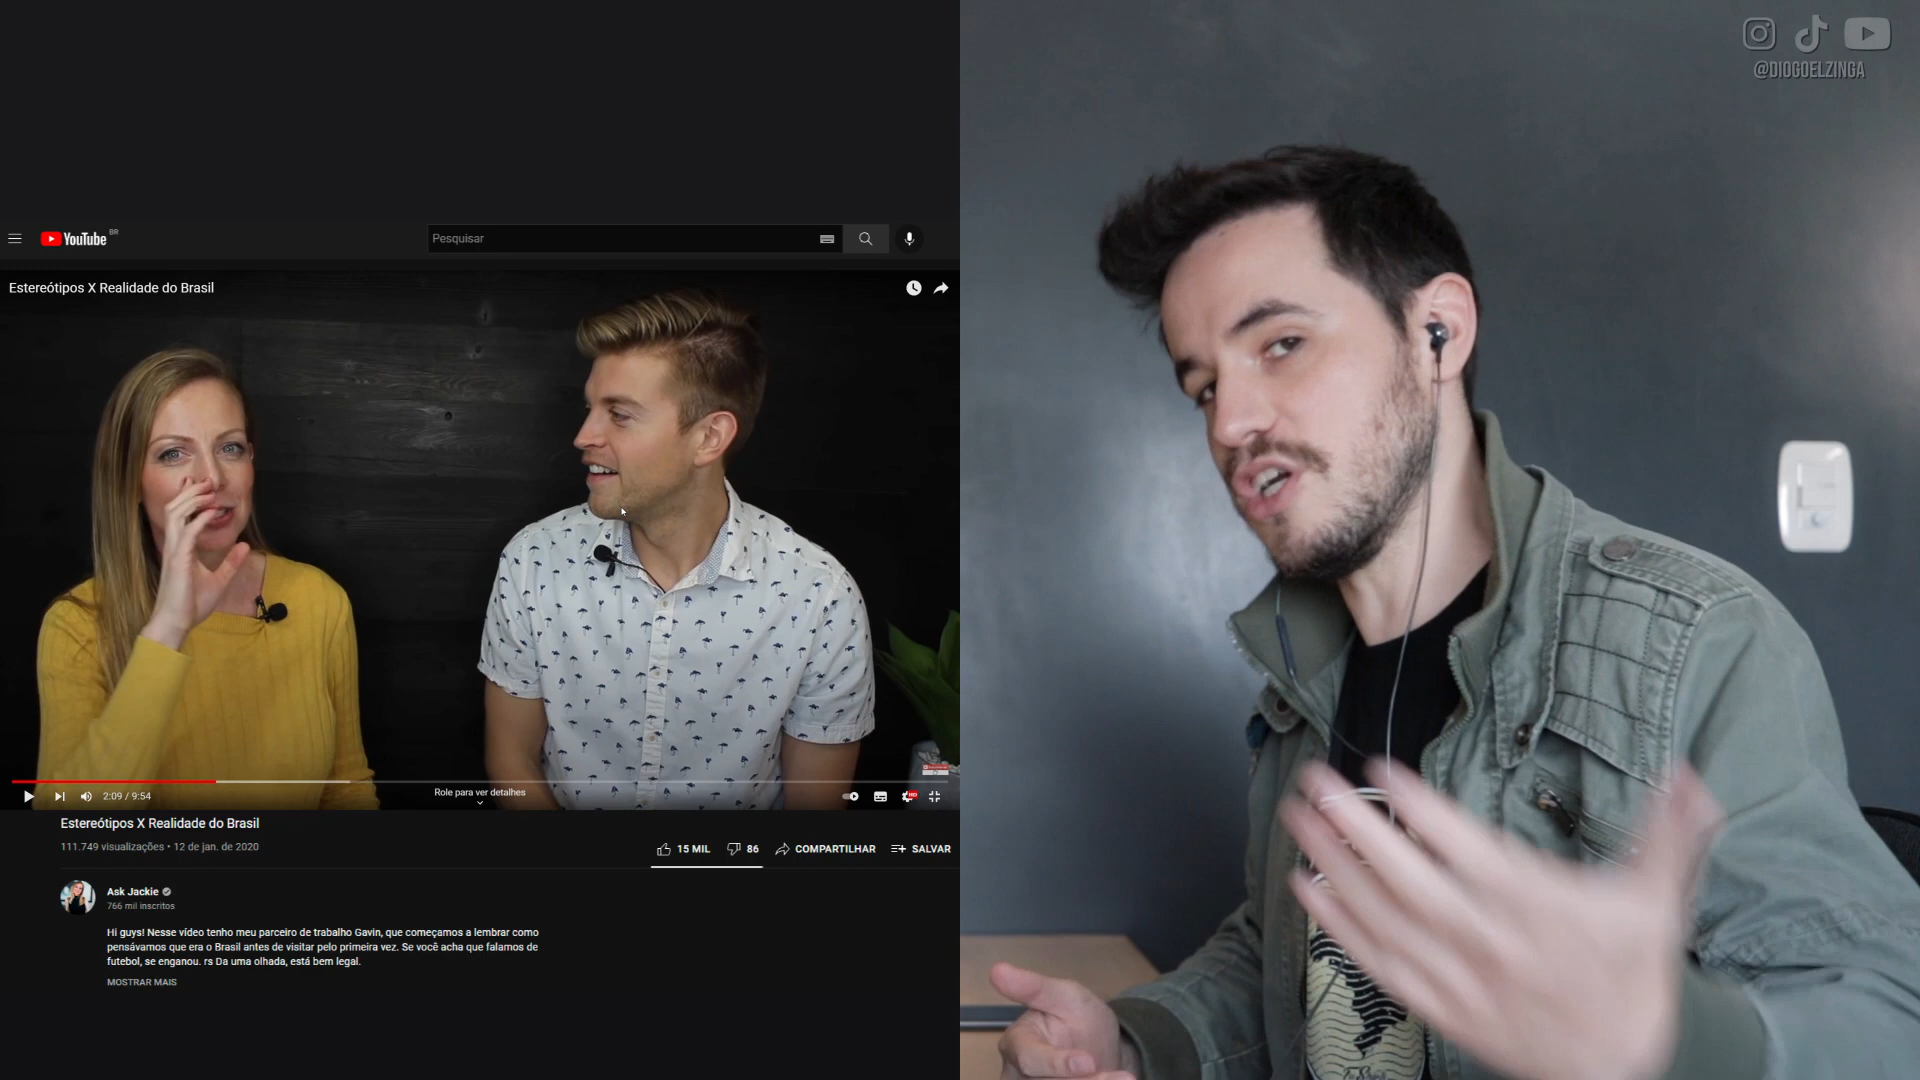 YouTube BR
Pesquisar
Estereótipos X Realidade do Brasil
2:09 / 9:54
Role para ver detalhes
HD
Estereótipos X Realidade do Brasil
111.749 visualizações • 12 de jan. de 2020
15 MIL
86
COMPARTILHAR
SALVAR
Ask Jackie
766 mil inscritos
Hi guys! Nesse vídeo tenho meu parceiro de trabalho Gavin, que começamos a lembrar como
pensávamos que era o Brasil antes de visitar pelo primeira vez. Se você acha que falamos de
futebol, se enganou. rs Da uma olhada, está bem legal.
MOSTRAR MAIS
@DIOGOELZINGA